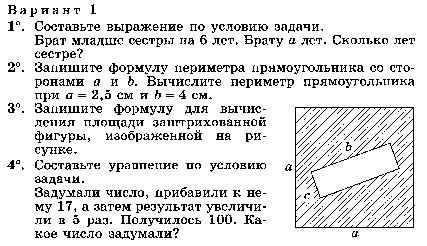 Вариант 1
1°. Составьте выражение по условию задачи.
Брат младше сестры на 6 лет. Брату a лет. Сколько лет
сестре?
2°. Запишите формулу периметра прямоугольника со сто-
ронами a и b. Вычислите периметр прямоугольника
при a = 2,5 см и b = 4 см.
3°. Запишите формулу для вычис-
ления площади заштрихованной
фигуры, изображенной на ри-
сунке.
4°. Составьте уравнение по условию
задачи.
Задумали число, прибавили к не-
му 17, а затем результат увеличи-
ли в 5 раз. Получилось 100. Ка-
кое число задумали?
b
a
c
a